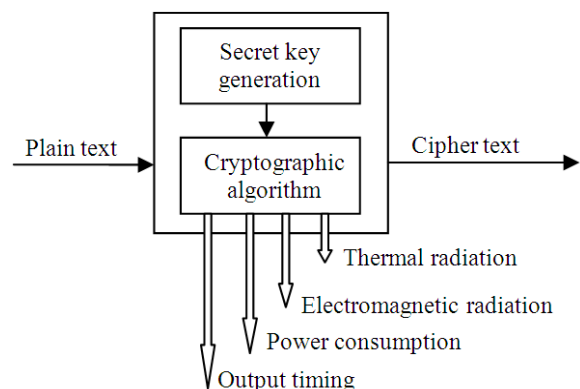 Secret key
generation
Plain text
Cryptographic
algorithm
Cipher text
Thermal radiation
Electromagnetic radiation
Power consumption
Output timing